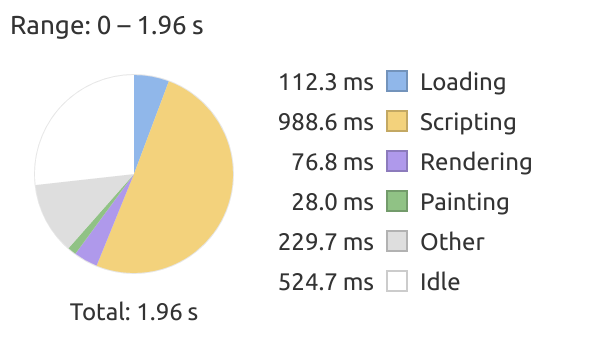 Range: 0 – 1.96 s
112.3 ms Loading
988.6 ms Scripting
76.8 ms Rendering
28.0 ms Painting
229.7 ms Other
524.7 ms Idle
Total: 1.96 s